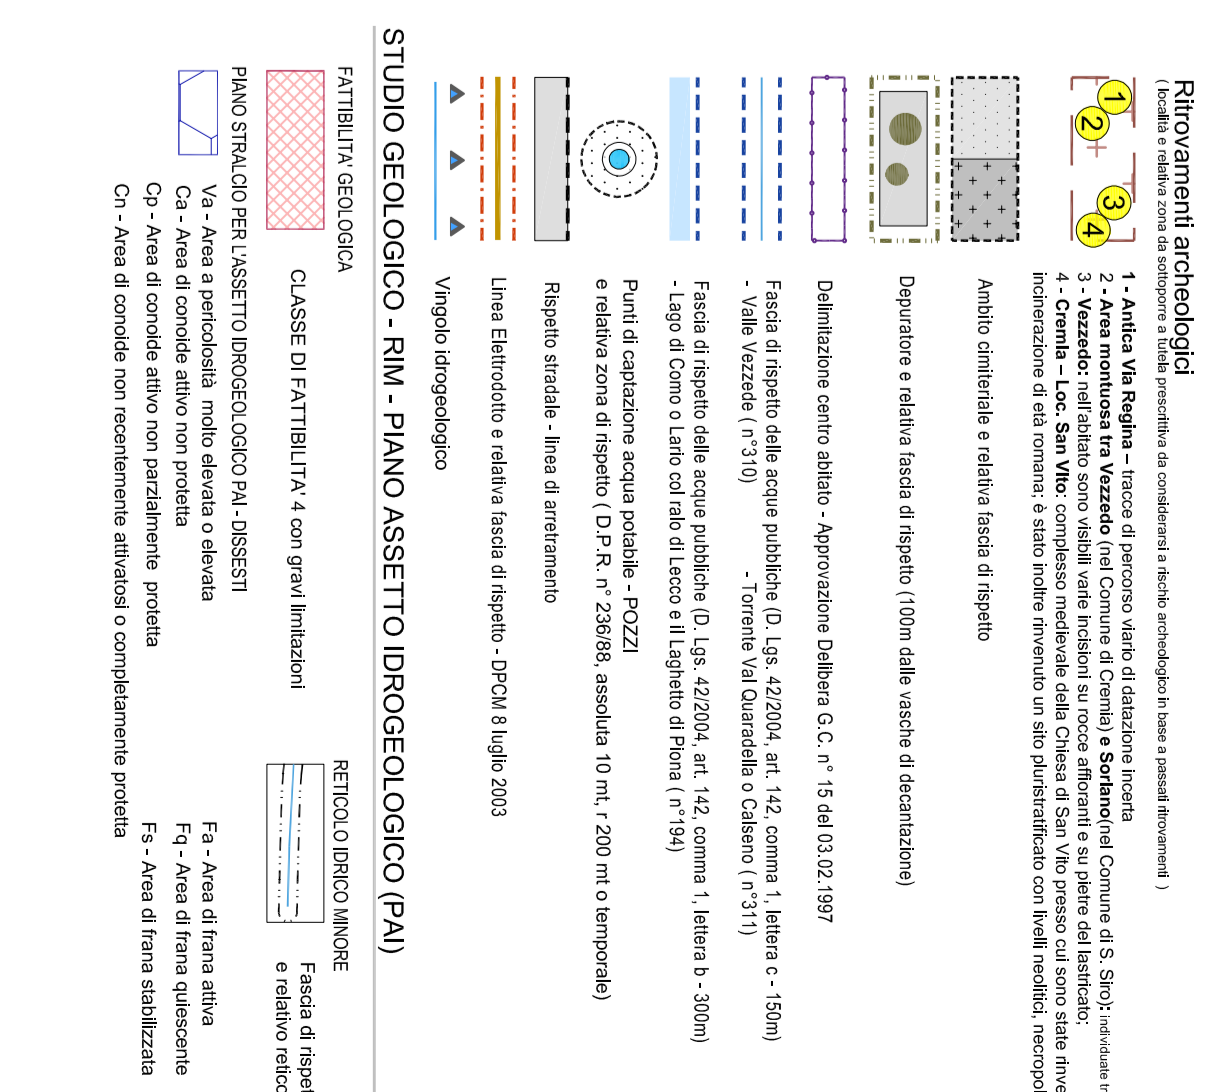 Ritrovamenti archeologici
( località e relativa zona da sottoporre a tutela prescrittiva da considerarsi a rischio archeologico in base a passati ritrovamenti )
1
2
3
4
1 - Antica Via Regina – tracce di percorso viario di datazione incerta
2 - Area montuosa tra Vezzedo (nel Comune di Cremia) e Sorlano(nel Comune di S. Siro): individuate
3 - Vezzedo: nell'abitato sono visibili varie incisioni su rocce affioranti e su pietre del lastricato;
4 - Cremla – Loc. San VIto: complesso medievale della Chiesa di San Vito presso cui sono state
incinerazione di età romana; è stato inoltre rinvenuto un sito pluristratificato con livelli neolitici,
Ambito cimiteriale e relativa fascia di rispetto
Depuratore e relativa fascia di rispetto (100m dalle vasche di decantazione)
Delimitazione centro abitato - Approvazione Delibera G.C. n° 15 del 03.02.1997
Fascia di rispetto delle acque pubbliche (D. Lgs. 42/2004, art. 142, comma 1, lettera c - 150m)
- Valle Vezzede ( n°310) - Torrente Val Quaradella o Calseno ( n°311)
Fascia di rispetto delle acque pubbliche (D. Lgs. 42/2004, art. 142, comma 1, lettera b - 300m)
- Lago di Como o Lario col ralo di Lecco e il Laghetto di Piona ( n°194)
Punti di captazione acqua potabile - POZZI
e relativa zona di rispetto ( D.P.R. n° 236/88, assoluta 10 mt, r 200 mt o temporale)
Rispetto stradale - linea di arretramento
Linea Elettrodotto e relativa fascia di rispetto - DPCM 8 luglio 2003
Vingolo idrogeologico
STUDIO GEOLOGICO - RIM - PIANO ASSETTO IDROGEOLOGICO (PAI)
FATTIBILITA' GEOLOGICA
CLASSE DI FATTIBILITA' 4 con gravi limitazioni
RETICOLO IDRICO MINORE
Fascia di
e relativo
PIANO STRALCIO PER L'ASSETTO IDROGEOLOGICO PAI - DISSESTI
Va - Area a pericolosità molto elevata o elevata
Ca - Area di conoide attivo non protetta
Cp - Area di conoide attivo non parzialmente protetta
Cn - Area di conoide non recentemente attivatosi o completamente protetta
Fa - Area di frana attiva
Fq - Area di frana quiescente
Fs - Area di frana stabilizzata